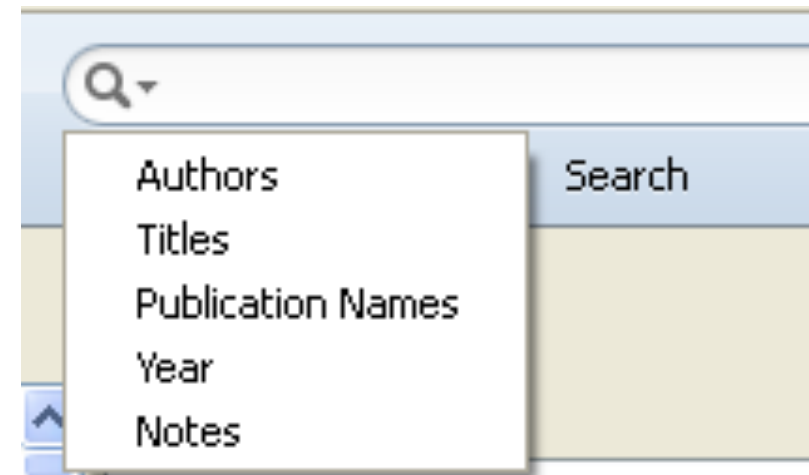 Authors
Search
Titles
Publication Names
Year
Notes